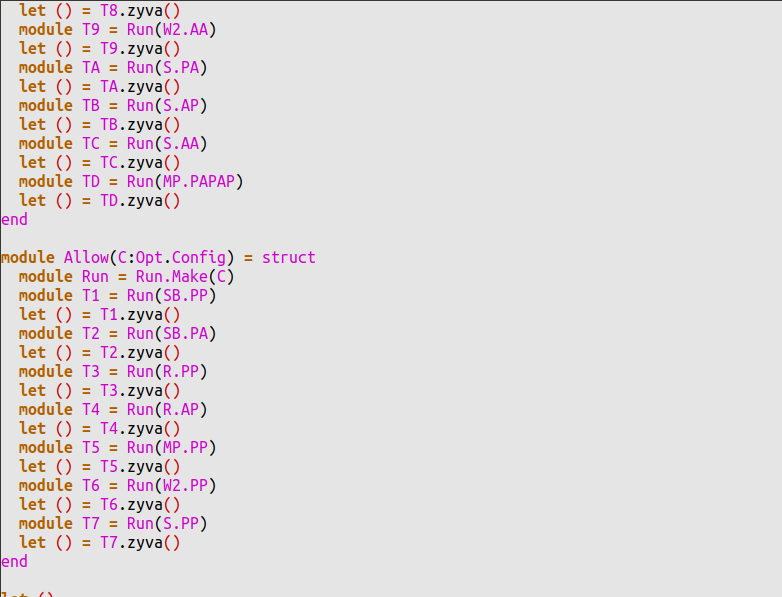 let () = T8.zyva()
module T9 = Run(W2.AA)
let () = T9.zyva()
module TA = Run(S.PA)
let () = TA.zyva()
module TB = Run(S.AP)
let () = TB.zyva()
module TC = Run(S.AA)
let () = TC.zyva()
module TD = Run(MP.PAPAP)
let () = TD.zyva()
end
module Allow(C:Opt.Config) = struct
module Run = Run.Make(C)
module T1 = Run(SB.PP)
let () = T1.zyva()
module T2 = Run(SB.PA)
let () = T2.zyva()
module T3 = Run(R.PP)
let () = T3.zyva()
module T4 = Run(R.AP)
let () = T4.zyva()
module T5 = Run(MP.PP)
let () = T5.zyva()
module T6 = Run(W2.PP)
let () = T6.zyva()
module T7 = Run(S.PP)
let () = T7.zyva()
end
let ()